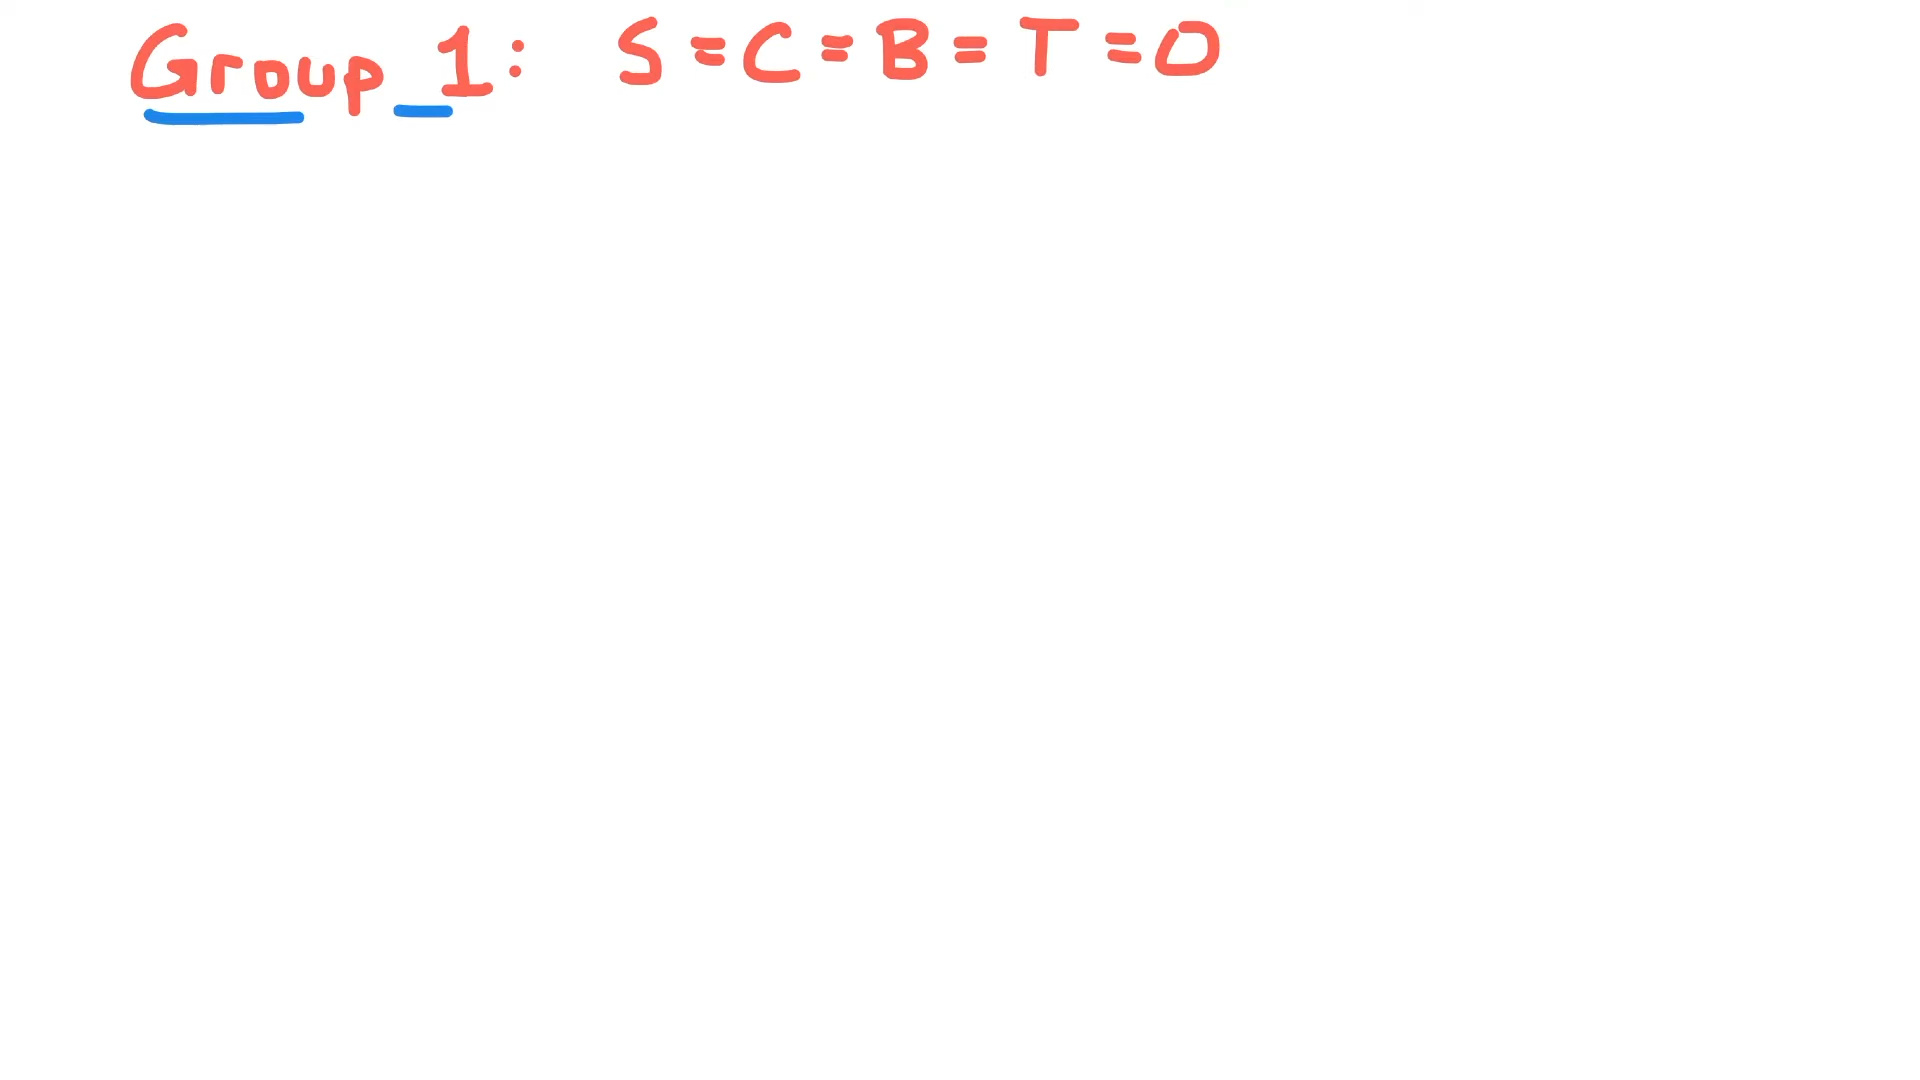 Group 1: S = C = B = T = 0